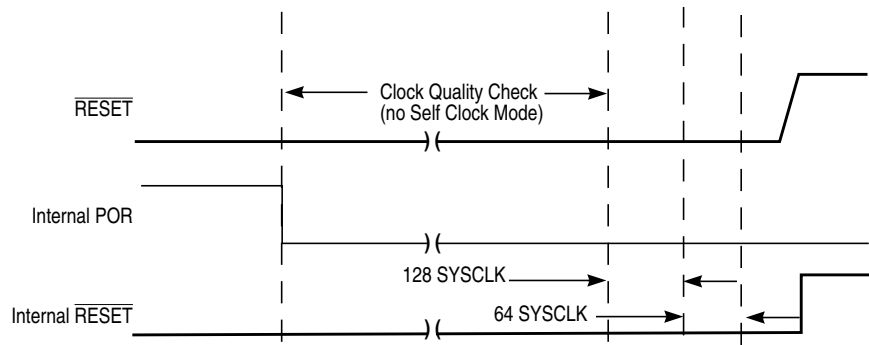 Clock Quality Check
(no Self Clock Mode)
RESET
Internal POR
128 SYSCLK
64 SYSCLK
Internal RESET